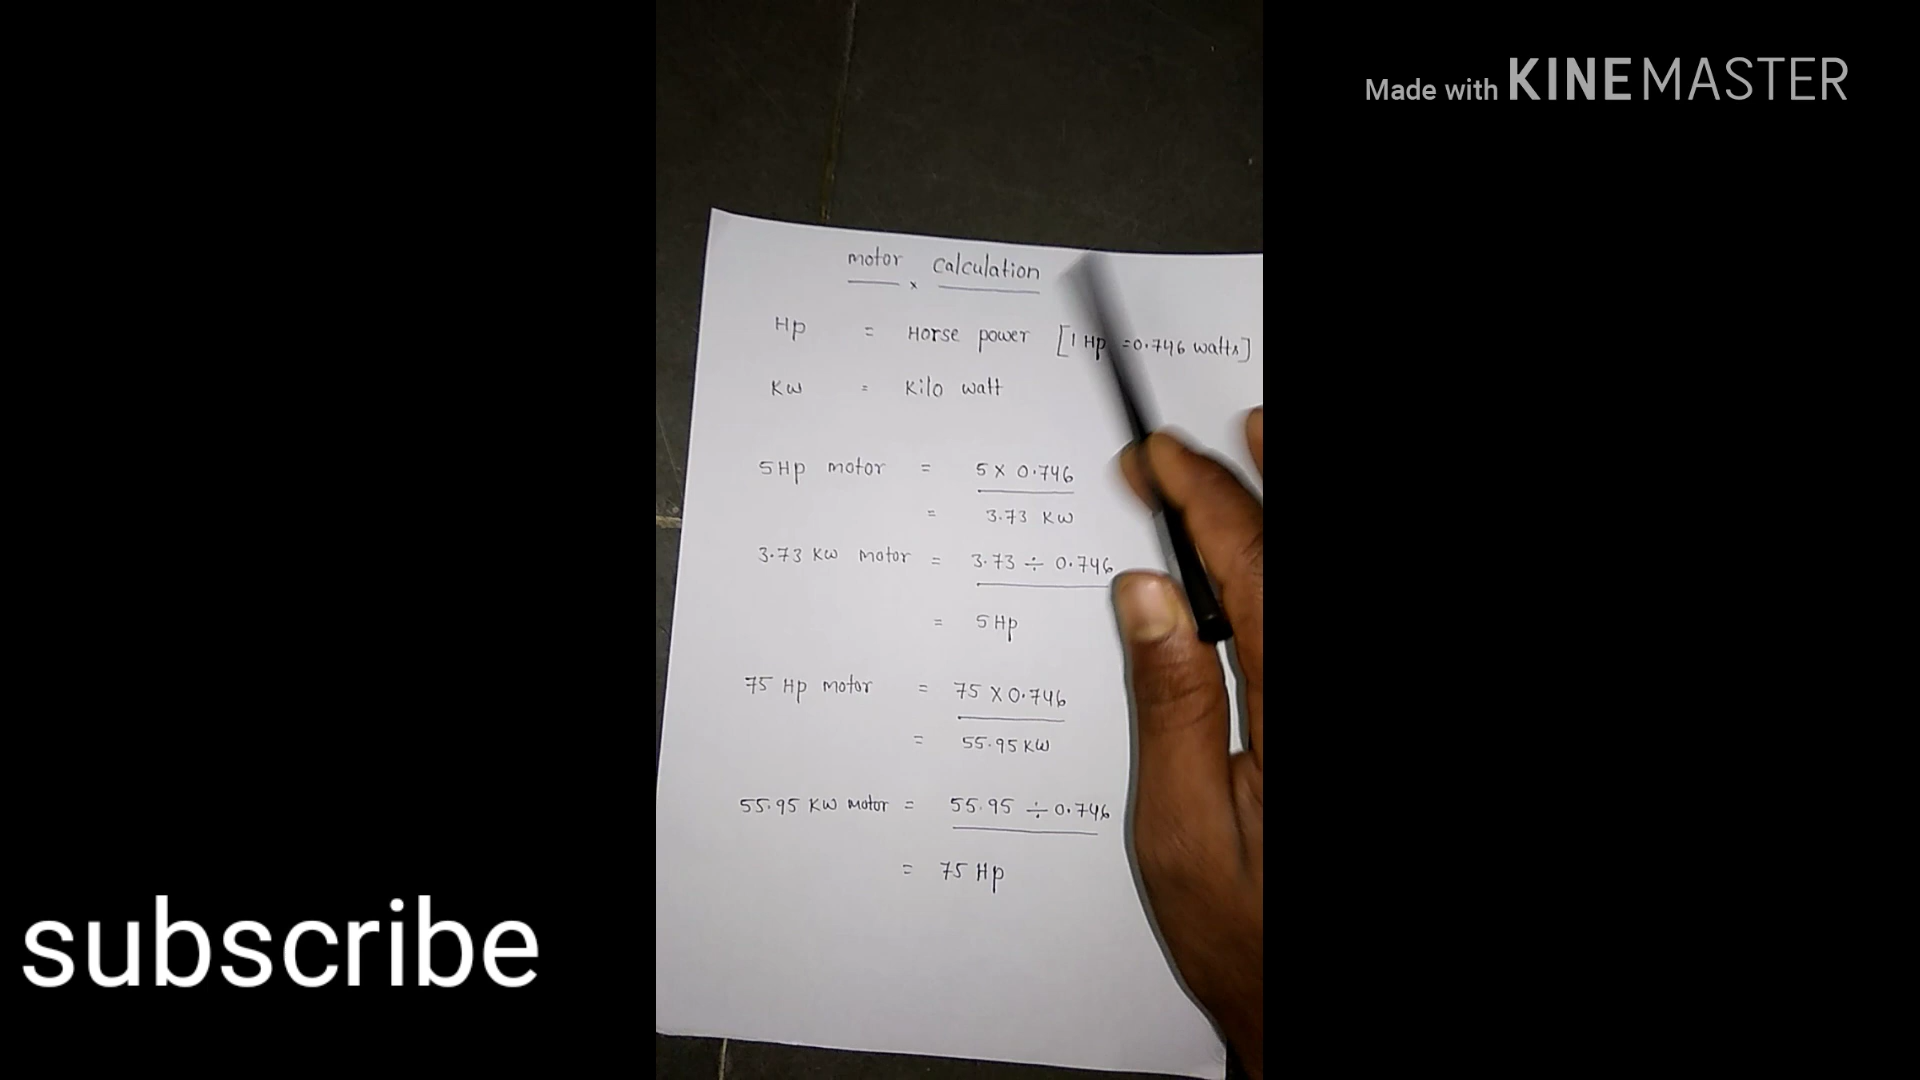 Made with KINEMASTER
motor Calculation
Hp = Horse power [1 Hp = 0.746 watts]
Kw = Kilo watt
5 Hp motor = 5 x 0.746
= 3.73 Kw
3.73 Kw motor = 3.73 ÷ 0.746
= 5 Hp
75 Hp motor = 75 x 0.746
= 55.95 Kw
55.95 Kw motor = 55.95 ÷ 0.746
= 75 Hp
subscribe